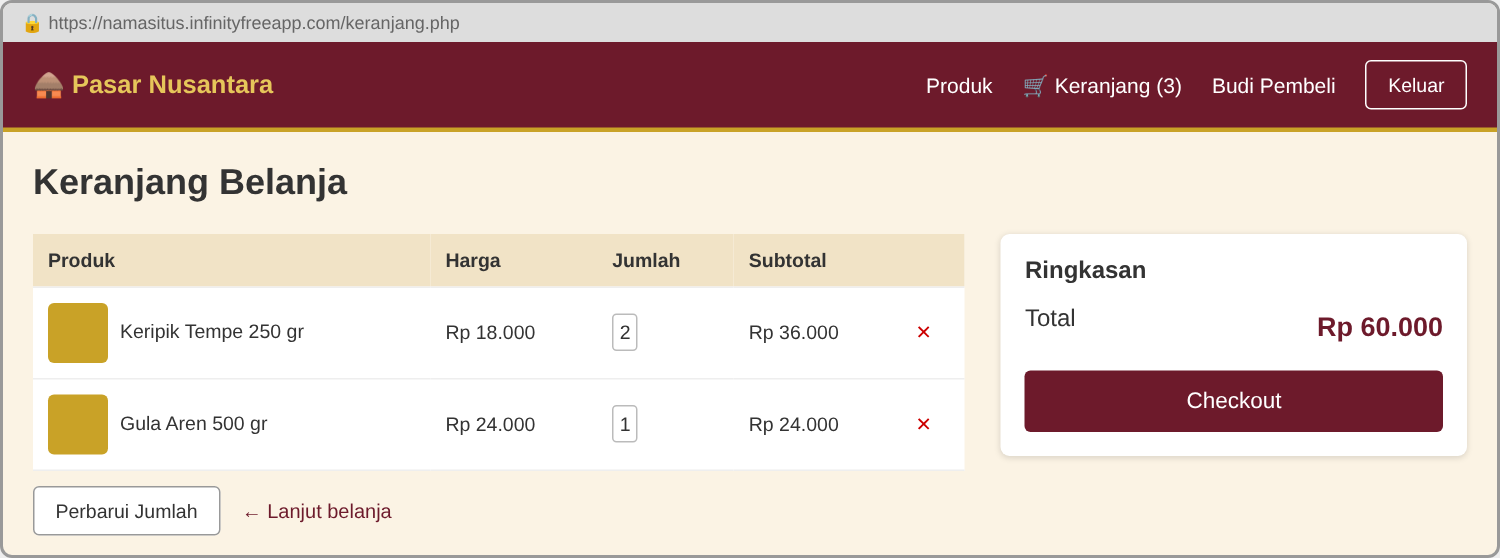 https://namasitus.infinityfreeapp.com/keranjang.php
Pasar Nusantara
Produk
Keranjang (3)
Budi Pembeli
Keluar
Keranjang Belanja
Produk Harga Jumlah Subtotal
Keripik Tempe 250 gr Rp 18.000 2 Rp 36.000 ✕
Gula Aren 500 gr Rp 24.000 1 Rp 24.000 ✕
Perbarui Jumlah
← Lanjut belanja
Ringkasan
Total Rp 60.000
Checkout